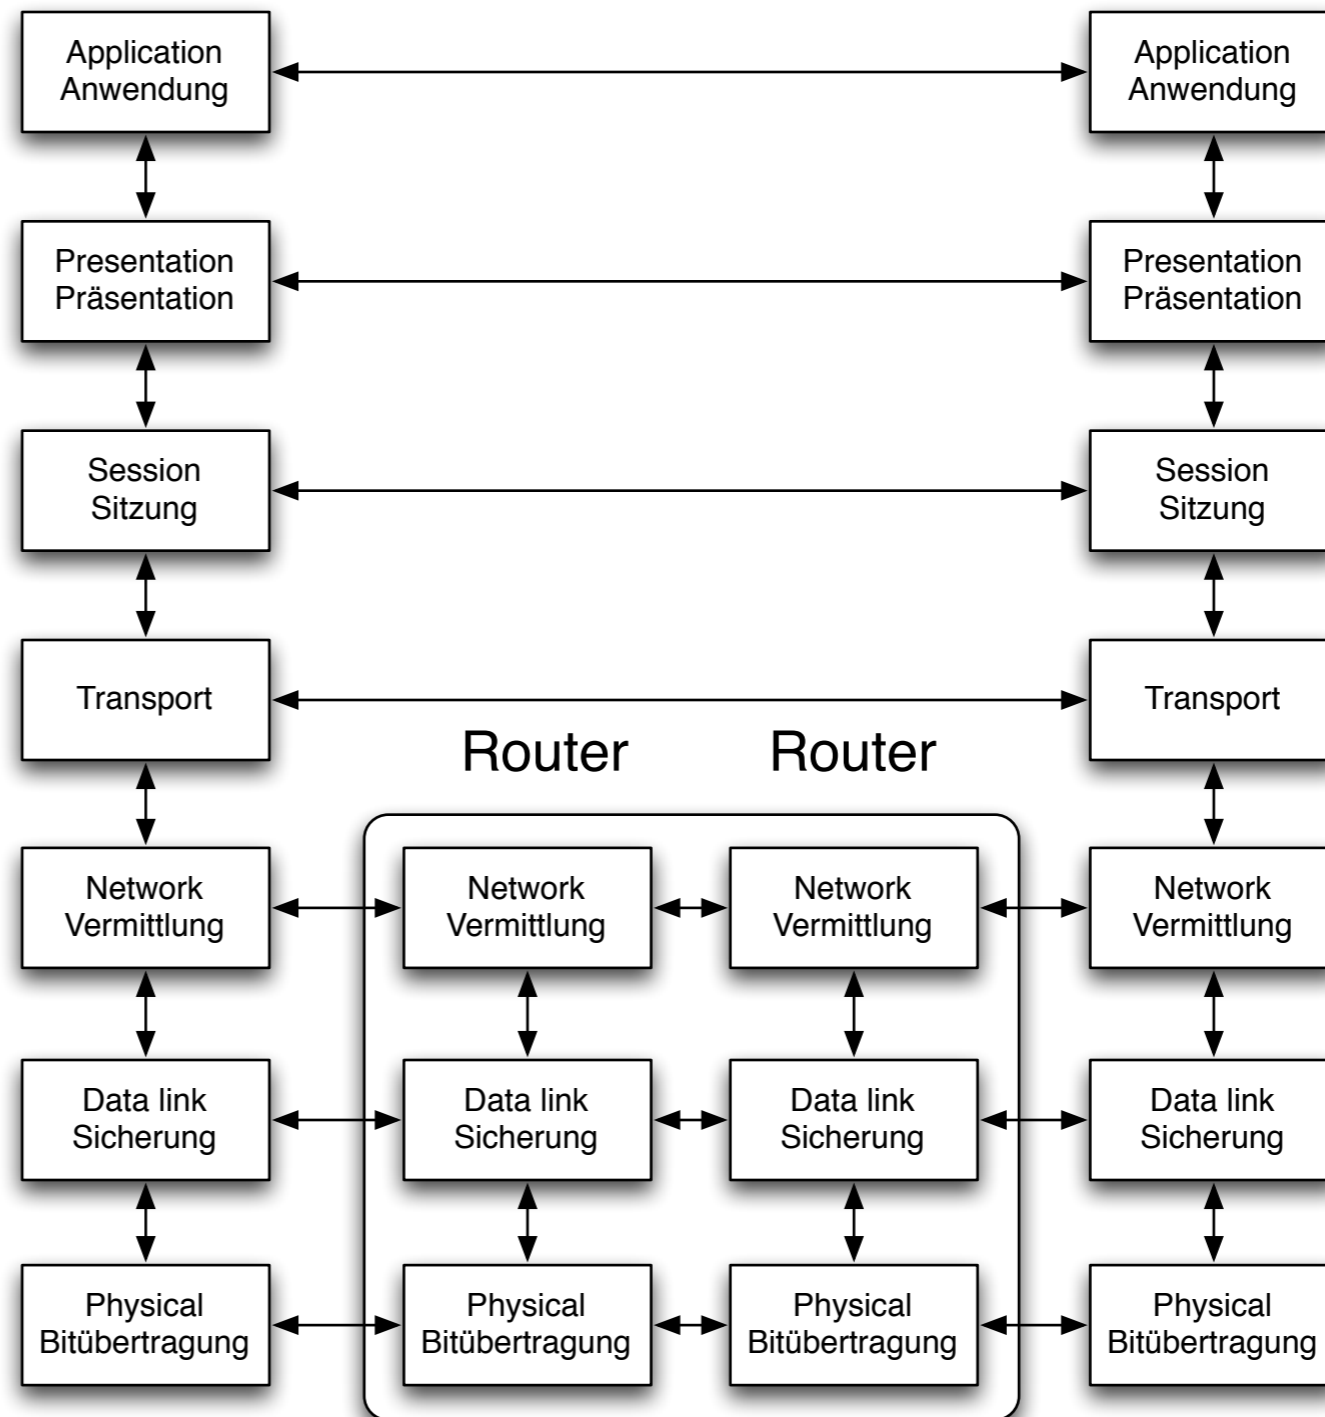 Application
Anwendung
Application
Anwendung
Presentation
Präsentation
Presentation
Präsentation
Session
Sitzung
Session
Sitzung
Transport
Transport
Router
Router
Network
Vermittlung
Network
Vermittlung
Network
Vermittlung
Network
Vermittlung
Data link
Sicherung
Data link
Sicherung
Data link
Sicherung
Data link
Sicherung
Physical
Bitübertragung
Physical
Bitübertragung
Physical
Bitübertragung
Physical
Bitübertragung